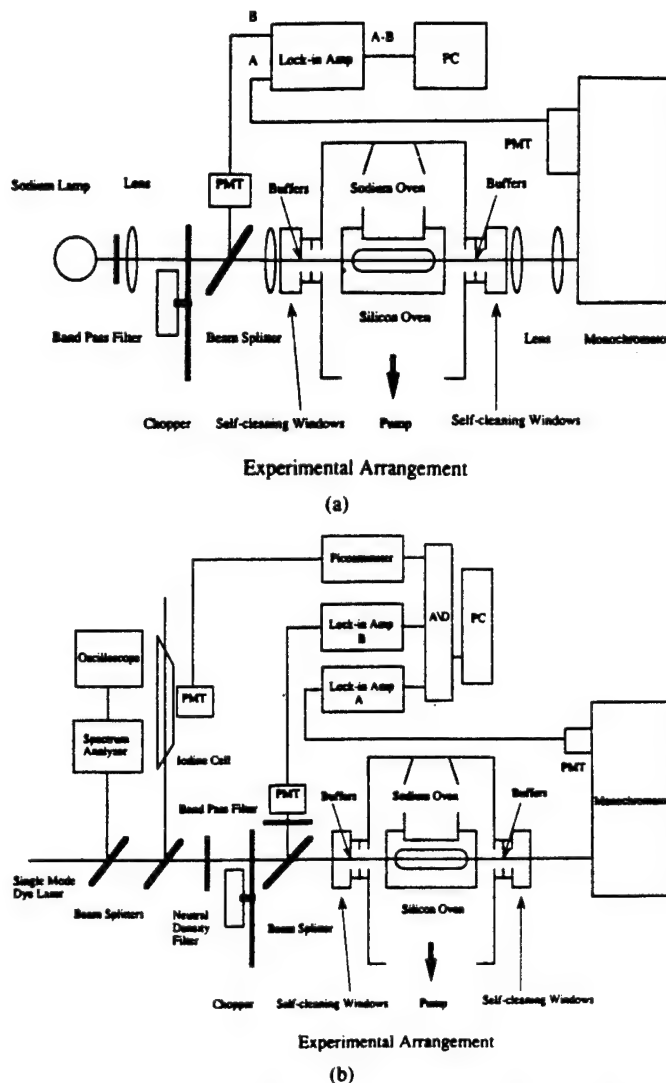 B
A
A-B
Lock-in Amp
PC
PMT
PMT
Sodium Lamp
Lens
Buffers
Sodium Oven
Buffers
Band Pass Filter
Beam Splitter
Silicon Oven
Lens
Monochromator
Chopper
Self-cleaning Windows
Pump
Self-cleaning Windows
Experimental Arrangement
(a)
Picoammeter
Lock-in Amp
B
A\D
PC
Oscilloscope
PMT
Lock-in Amp
A
Spectrum
Analyzer
Iodine Cell
PMT
Band Pass Filter
PMT
Buffers
Sodium Oven
Buffers
Monochromator
Single Mode
Dye Laser
Beam Splitters
Neutral
Density
Filter
Beam Splitter
Silicon Oven
Chopper
Self-cleaning Windows
Pump
Self-cleaning Windows
Experimental Arrangement
(b)